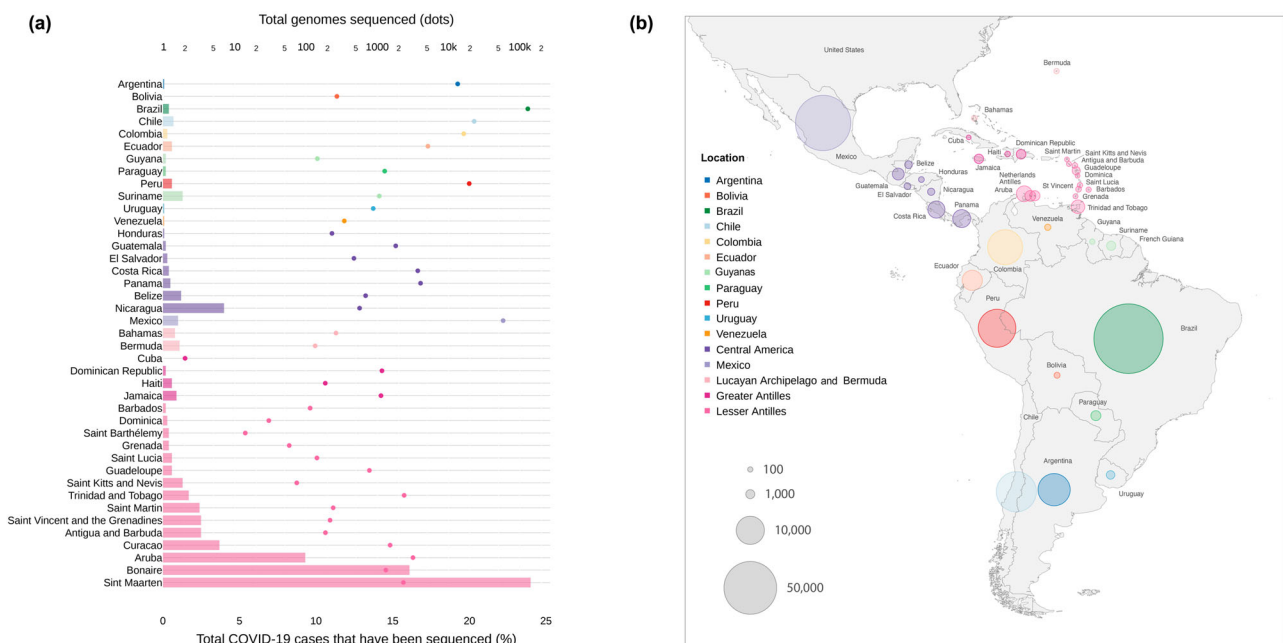 (a)
Total genomes sequenced (dots)
1 2 5 10 2 5 100 2 5 1000 2 5 10k 2 5 100k 2
Argentina
Bolivia
Brazil
Chile
Colombia
Ecuador
Guyana
Paraguay
Peru
Suriname
Uruguay
Venezuela
Honduras
Guatemala
El Salvador
Costa Rica
Panama
Belize
Nicaragua
Mexico
Bahamas
Bermuda
Cuba
Dominican Republic
Haiti
Jamaica
Barbados
Dominica
Saint Barthélemy
Grenada
Saint Lucia
Guadeloupe
Saint Kitts and Nevis
Trinidad and Tobago
Saint Martin
Saint Vincent and the Grenadines
Antigua and Barbuda
Curacao
Aruba
Bonaire
Sint Maarten
0 5 10 15 20 25
Total COVID-19 cases that have been sequenced (%)
(b)
United States
Bermuda
Bahamas
Cuba
Dominican Republic
Haiti
Saint Martin
Saint Kitts and Nevis
Antigua and Barbuda
Guadeloupe
Dominica
Mexico
Belize
Jamaica
Honduras
Netherlands
Antilles
Aruba
St Vincent
Saint Lucia
Barbados
Grenada
Guatemala
El Salvador
Nicaragua
Costa Rica
Panama
Trinidad and Tobago
Venezuela
Guyana
Suriname
French Guiana
Ecuador
Colombia
Peru
Brazil
Bolivia
Paraguay
Chile
Argentina
Uruguay
Location
Argentina
Bolivia
Brazil
Chile
Colombia
Ecuador
Guyanas
Paraguay
Peru
Uruguay
Venezuela
Central America
Mexico
Lucayan Archipelago and Bermuda
Greater Antilles
Lesser Antilles
100
1,000
10,000
50,000